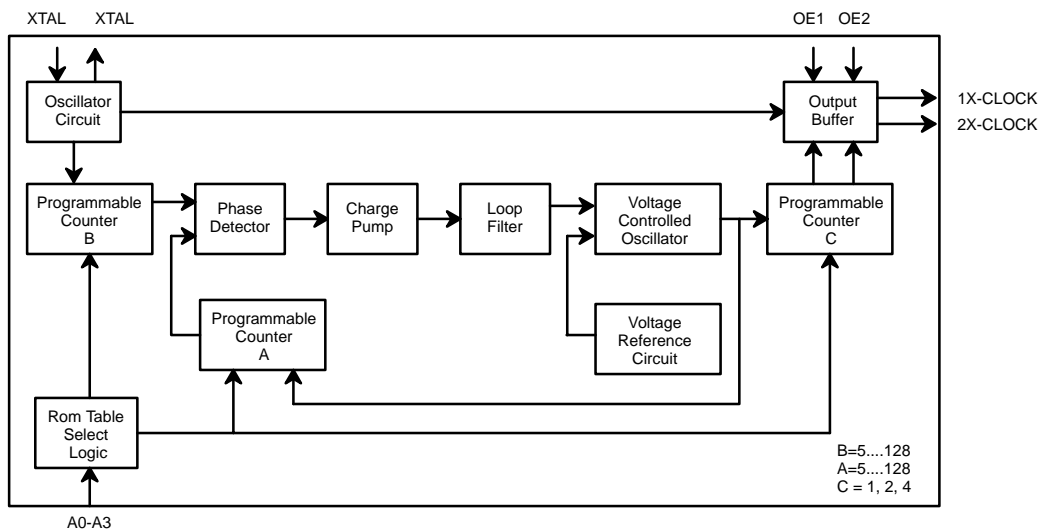 XTAL XTAL OE1 OE2
Oscillator
Circuit
Output
Buffer
1X-CLOCK
2X-CLOCK
Programmable
Counter
B
Phase
Detector
Charge
Pump
Loop
Filter
Voltage
Controlled
Oscillator
Programmable
Counter
C
Programmable
Counter
A
Voltage
Reference
Circuit
Rom Table
Select
Logic
B=5....128
A=5....128
C = 1, 2, 4
A0-A3